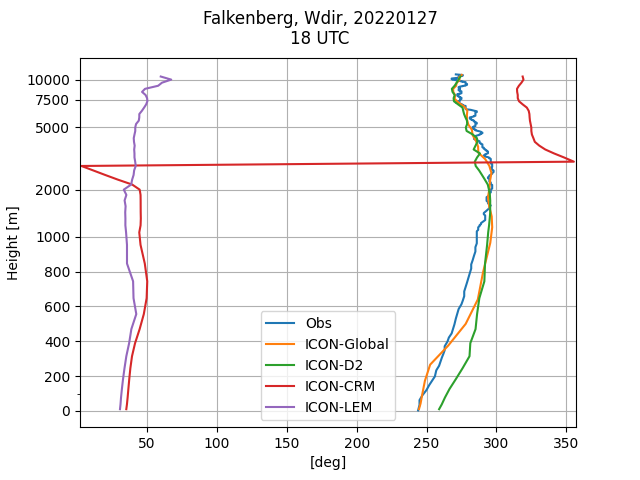 Falkenberg, Wdir, 20220127
18 UTC
10000
7500
5000
2000
1000
800
600
400
200
0
Height [m]
Obs
ICON-Global
ICON-D2
ICON-CRM
ICON-LEM
50
100
150
200
250
300
350
[deg]